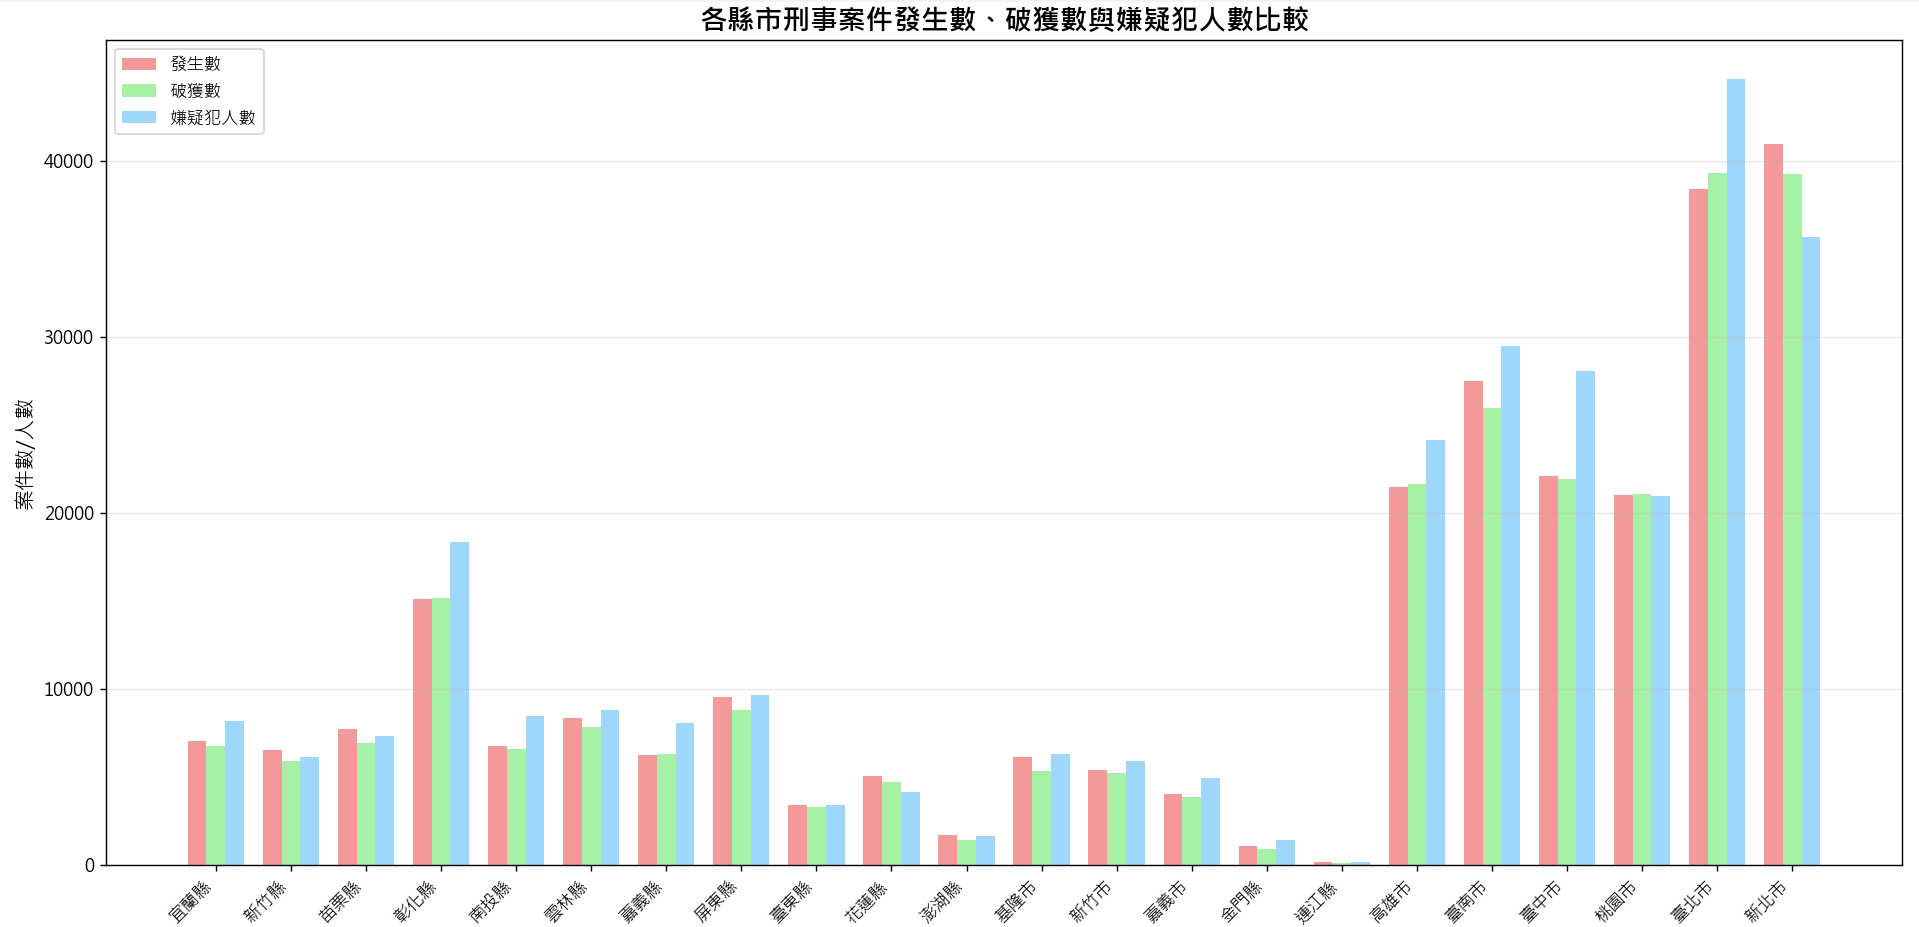 各縣市刑事案件發生數、破獲數與嫌疑犯人數比較
發生數
破獲數
嫌疑犯人數
案件數/人數
40000
30000
20000
10000
0
宜蘭縣
新竹縣
苗栗縣
彰化縣
南投縣
雲林縣
嘉義縣
屏東縣
臺東縣
花蓮縣
澎湖縣
基隆市
新竹市
嘉義市
金門縣
連江縣
高雄市
臺南市
臺中市
桃園市
臺北市
新北市